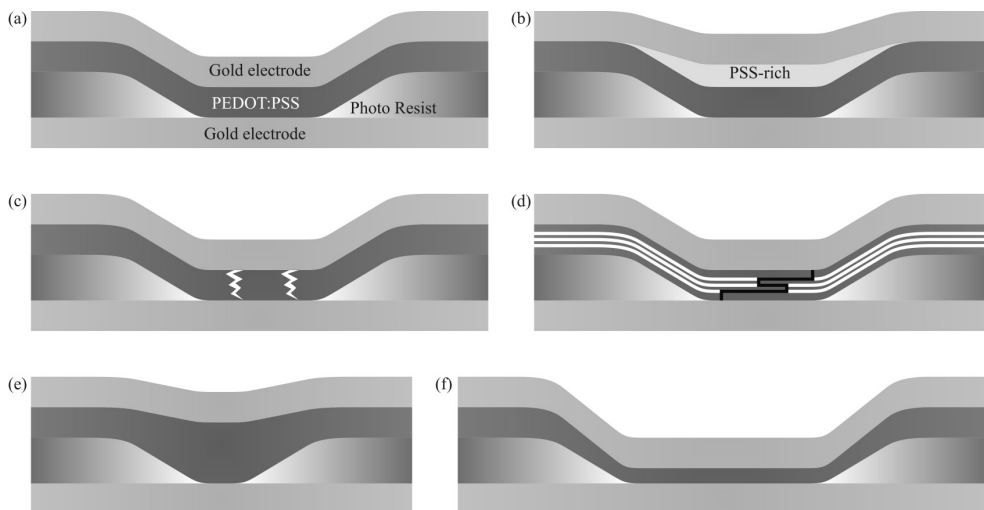 (a)
Gold electrode
PEDOT:PSS
Photo Resist
Gold electrode
(b)
PSS-rich
(c)
(d)
(e)
(f)